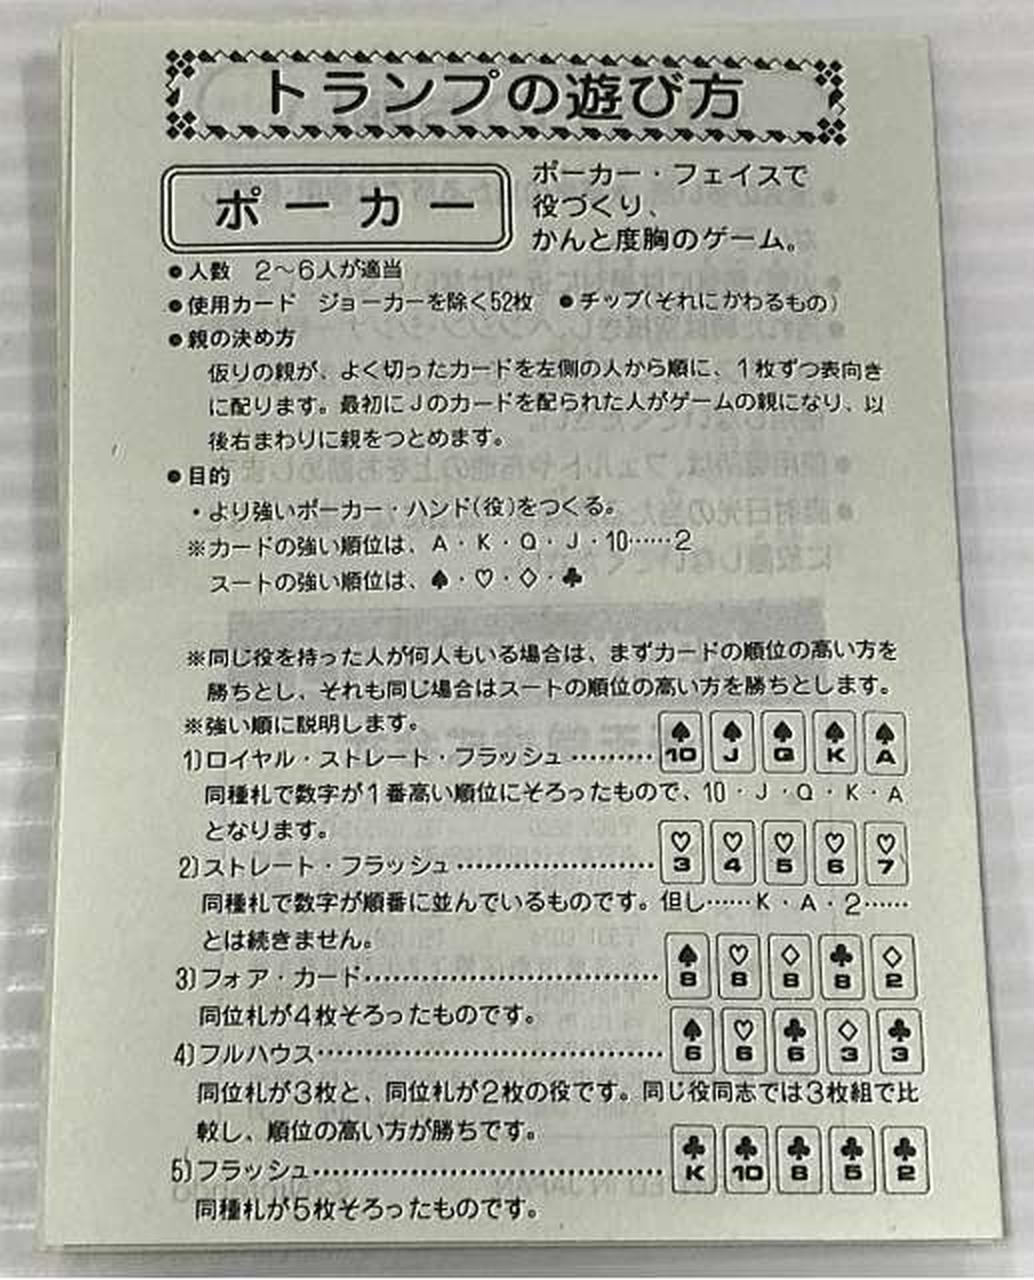 トランプの遊び方
ポーカー
ポーカー・フェイスで
役づくり、
かんと度胸のゲーム。
●人数　2〜6人が適当
●使用カード　ジョーカーを除く52枚　●チップ(それにかわるもの)
●親の決め方
仮りの親が、よく切ったカードを左側の人から順に、1枚ずつ表向き
に配ります。最初にJのカードを配られた人がゲームの親になり、以
後右まわりに親をつとめます。
●目的
・より強いポーカー・ハンド(役)をつくる。
※カードの強い順位は、A・K・Q・J・10……2
スートの強い順位は、♠・♡・♢・♣
※同じ役を持った人が何人もいる場合は、まずカードの順位の高い方を
勝ちとし、それも同じ場合はスートの順位の高い方を勝ちとします。
※強い順に説明します。
1)ロイヤル・ストレート・フラッシュ………　♠10 ♠J ♠Q ♠K ♠A
同種札で数字が1番高い順位にそろったもので、10・J・Q・K・A
となります。
2)ストレート・フラッシュ……………………　♡3 ♡4 ♡5 ♡6 ♡7
同種札で数字が順番に並んでいるものです。但し……K・A・2……
とは続きません。
3)フォア・カード………………………………　♠8 ♡8 ♢8 ♣8 ♢2
同位札が4枚そろったものです。
4)フルハウス……………………………………　♠6 ♡6 ♣6 ♢3 ♣3
同位札が3枚と、同位札が2枚の役です。同じ役同志では3枚組で比
較し、順位の高い方が勝ちです。
5)フラッシュ……………………………………　♣K ♣10 ♣8 ♣5 ♣2
同種札が5枚そろったものです。